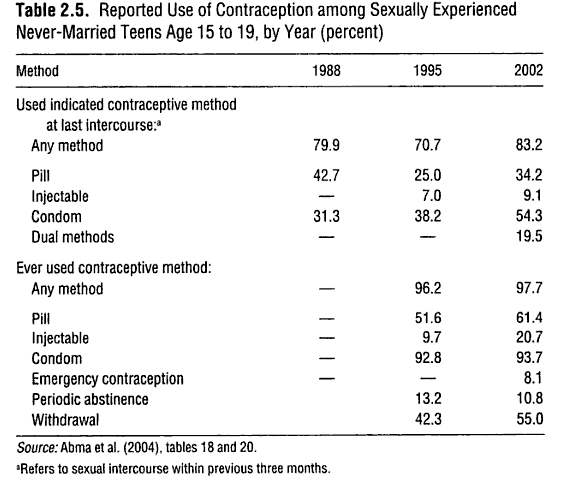 Table 2.5. Reported Use of Contraception among Sexually Experienced
Never-Married Teens Age 15 to 19, by Year (percent)
Method 1988 1995 2002
Used indicated contraceptive method
at last intercourse:ᵃ
Any method 79.9 70.7 83.2
Pill 42.7 25.0 34.2
Injectable — 7.0 9.1
Condom 31.3 38.2 54.3
Dual methods — — 19.5
Ever used contraceptive method:
Any method — 96.2 97.7
Pill — 51.6 61.4
Injectable — 9.7 20.7
Condom — 92.8 93.7
Emergency contraception — — 8.1
Periodic abstinence 13.2 10.8
Withdrawal 42.3 55.0
Source: Abma et al. (2004), tables 18 and 20.
ᵃRefers to sexual intercourse within previous three months.